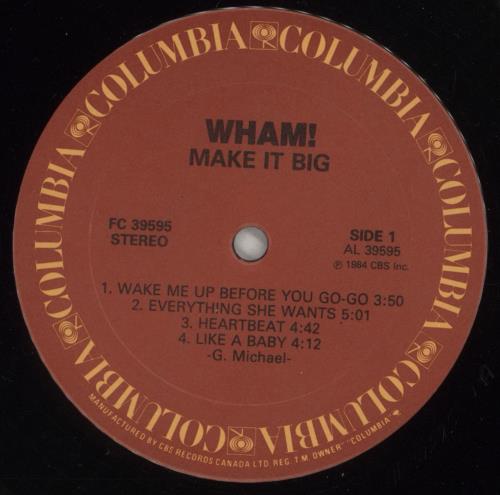 COLUMBIA COLUMBIA COLUMBIA COLUMBIA COLUMBIA COLUMBIA
WHAM!
MAKE IT BIG
FC 39595
STEREO
SIDE 1
AL 39595
℗ 1984 CBS Inc.
1. WAKE ME UP BEFORE YOU GO-GO 3:50
2. EVERYTHING SHE WANTS 5:01
3. HEARTBEAT 4:42
4. LIKE A BABY 4:12
-G. Michael-
MANUFACTURED BY CBS RECORDS CANADA LTD. REG. T.M. OWNER "COLUMBIA"